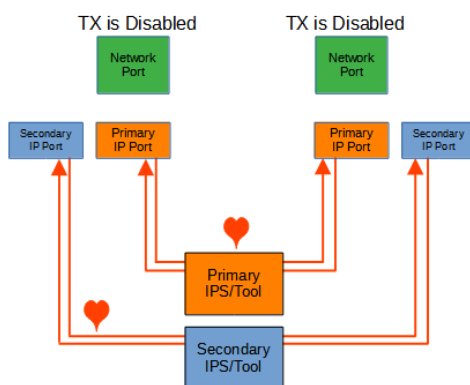 TX is Disabled
TX is Disabled
Network
Port
Network
Port
Secondary
IP Port
Primary
IP Port
Primary
IP Port
Secondary
IP Port
Primary
IPS/Tool
Secondary
IPS/Tool